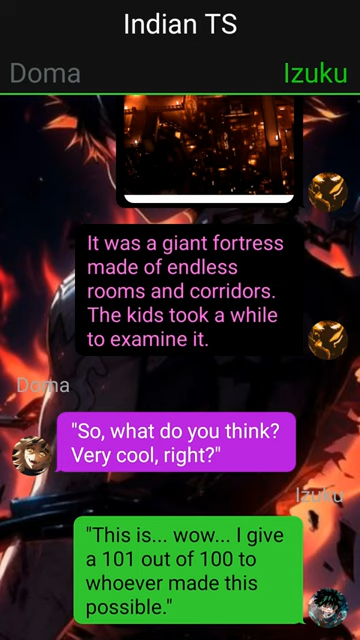 Indian TS
Doma Izuku
It was a giant fortress
made of endless
rooms and corridors.
The kids took a while
to examine it.
Doma
"So, what do you think?
Very cool, right?"
Izuku
"This is... wow... I give
a 101 out of 100 to
whoever made this
possible."